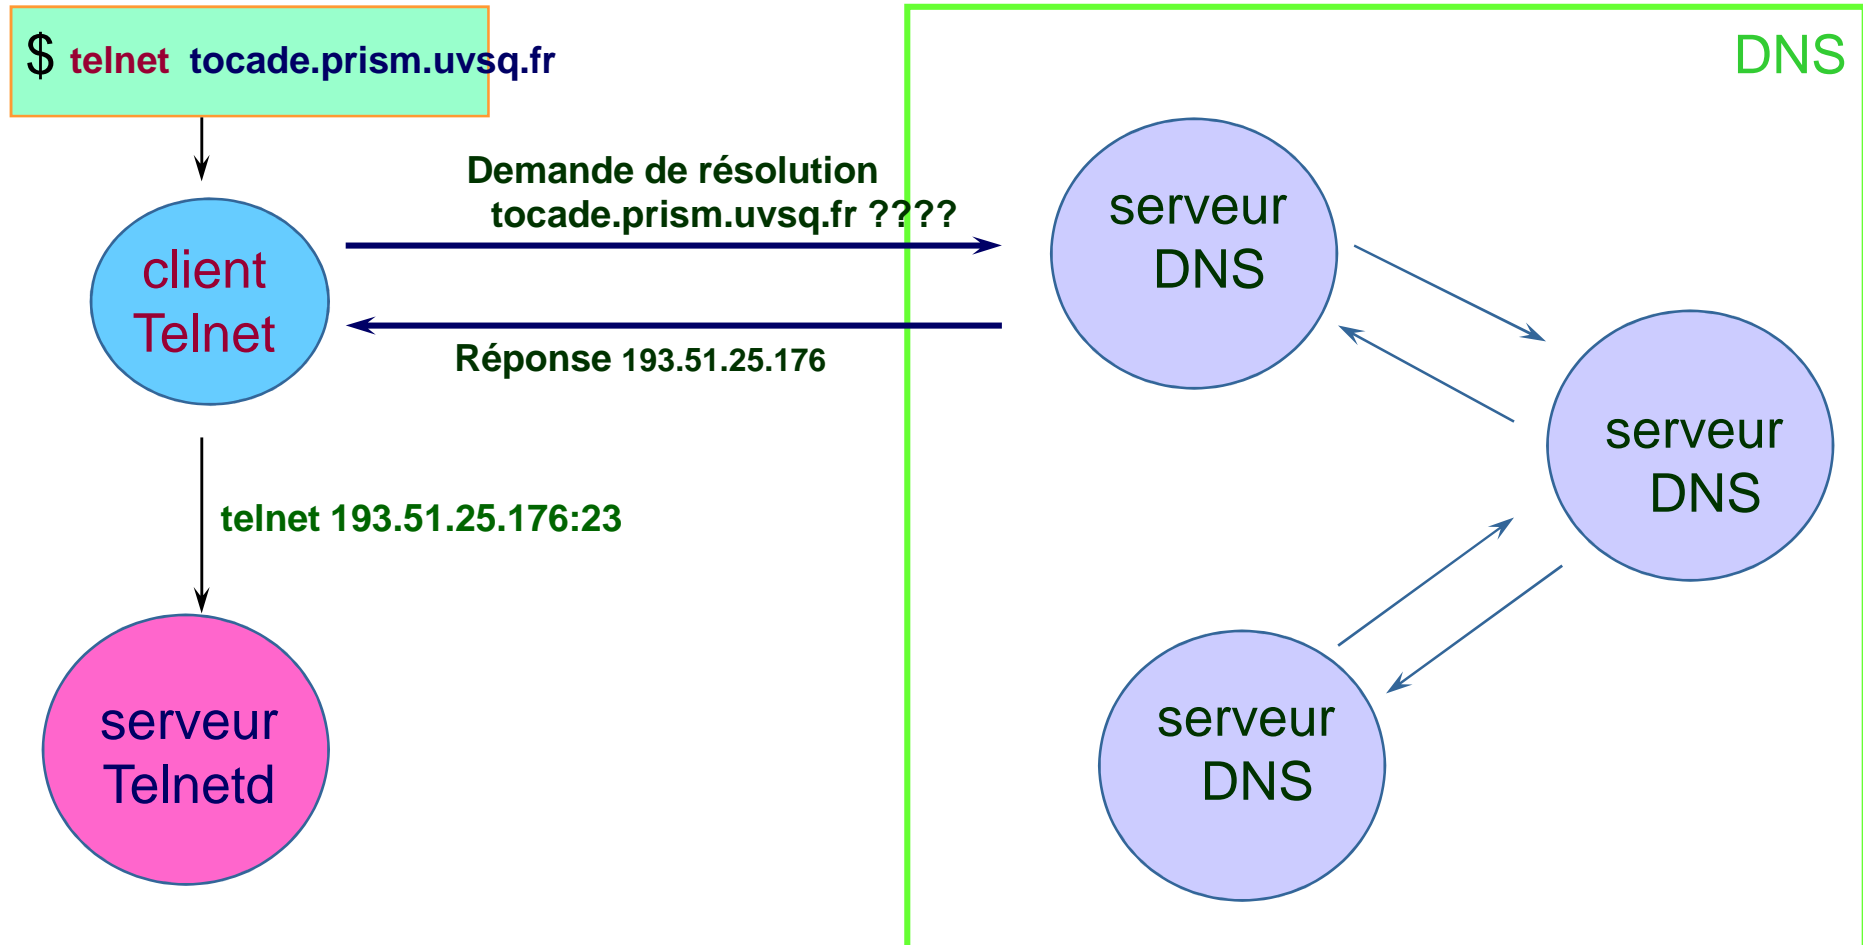 $ telnet tocade.prism.uvsq.fr
DNS
Demande de résolution
tocade.prism.uvsq.fr ????
serveur
DNS
client
Telnet
Réponse 193.51.25.176
serveur
DNS
telnet 193.51.25.176:23
serveur
Telnetd
serveur
DNS